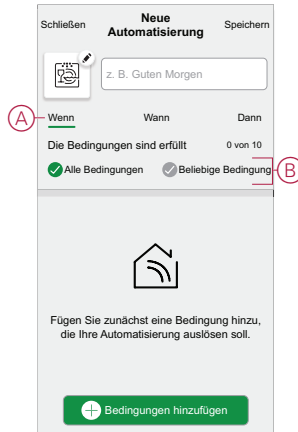 Schließen
Neue
Automatisierung
Speichern
z. B. Guten Morgen
A
Wenn
Wann
Dann
Die Bedingungen sind erfüllt
0 von 10
Alle Bedingungen
Beliebige Bedingung
B
Fügen Sie zunächst eine Bedingung hinzu,
die Ihre Automatisierung auslösen soll.
Bedingungen hinzufügen